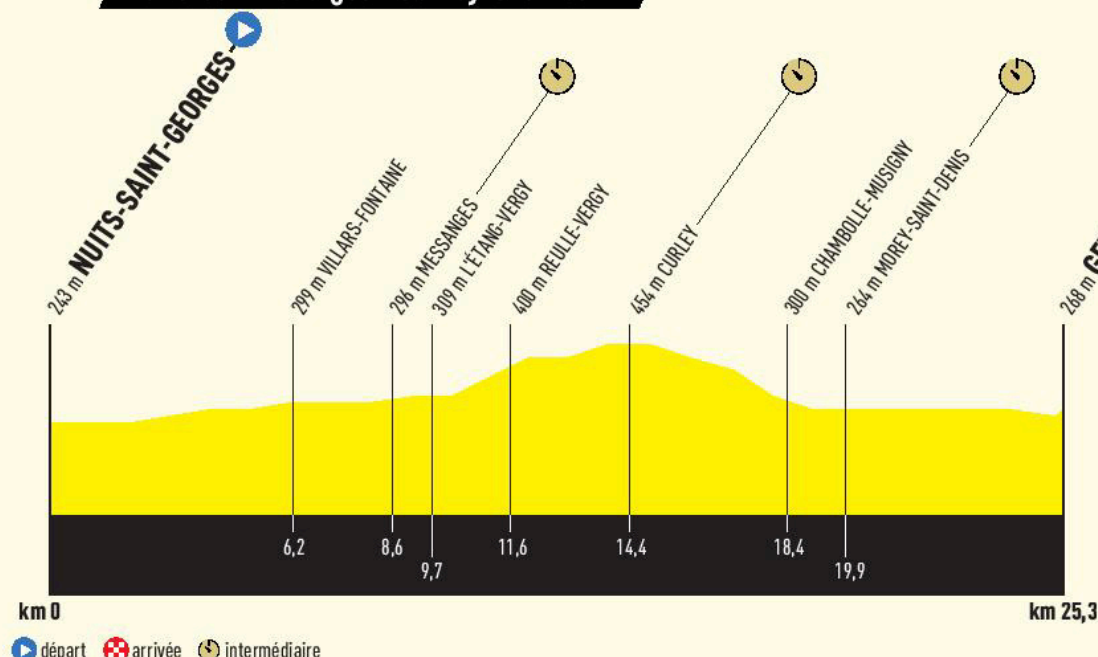 243 m NUITS-SAINT-GEORGES
299 m VILLARS-FONTAINE
296 m MESSANGES
309 m L'ÉTANG-VERGY
400 m REULLE-VERGY
454 m CURLEY
300 m CHAMBOLLE-MUSIGNY
264 m MOREY-SAINT-DENIS
268 m
6,2
8,6
9,7
11,6
14,4
18,4
19,9
km 0
km 25,3
départ
arrivée
intermédiaire